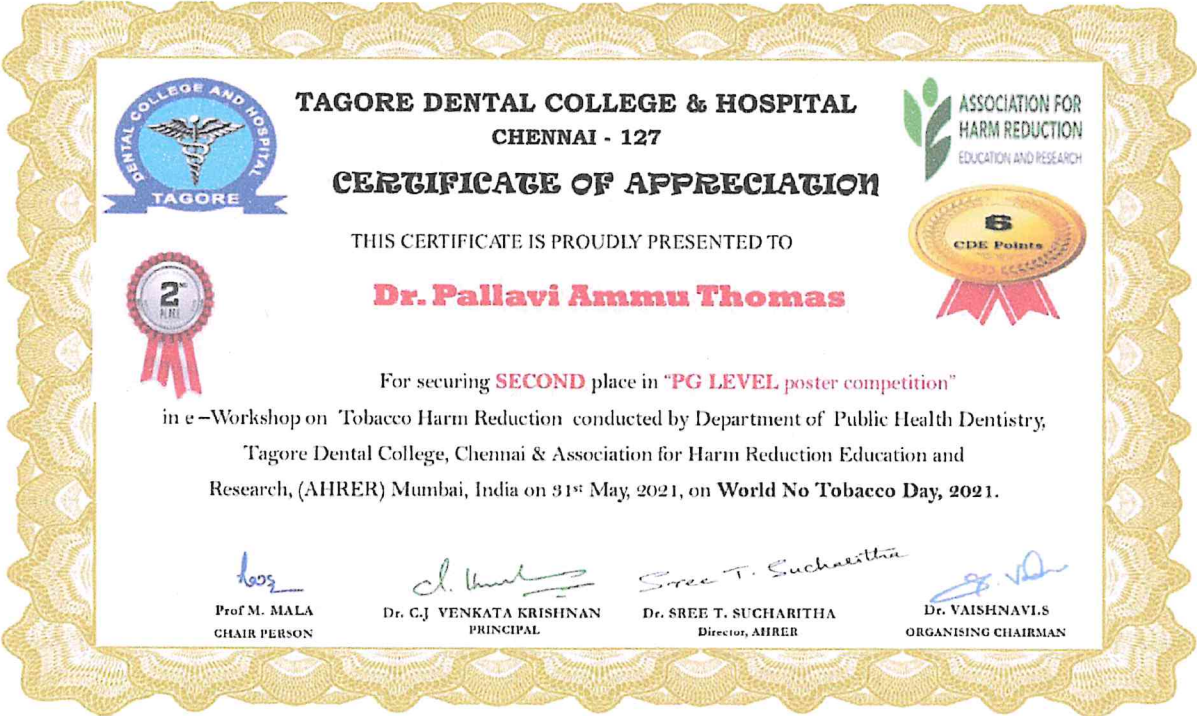 DENTAL COLLEGE AND HOSPITAL
TAGORE
TAGORE DENTAL COLLEGE & HOSPITAL
CHENNAI - 127
CERTIFICATE OF APPRECIATION
ASSOCIATION FOR
HARM REDUCTION
EDUCATION AND RESEARCH
6
CDE Points
THIS CERTIFICATE IS PROUDLY PRESENTED TO
2ND
PLACE
Dr. Pallavi Ammu Thomas
For securing SECOND place in "PG LEVEL poster competition"
in e–Workshop on Tobacco Harm Reduction conducted by Department of Public Health Dentistry,
Tagore Dental College, Chennai & Association for Harm Reduction Education and
Research, (AHRER) Mumbai, India on 31st May, 2021, on World No Tobacco Day, 2021.
Sree T. Sucharitha
Prof M. MALA
CHAIR PERSON
Dr. C.J VENKATA KRISHNAN
PRINCIPAL
Dr. SREE T. SUCHARITHA
Director, AHRER
Dr. VAISHNAVI.S
ORGANISING CHAIRMAN